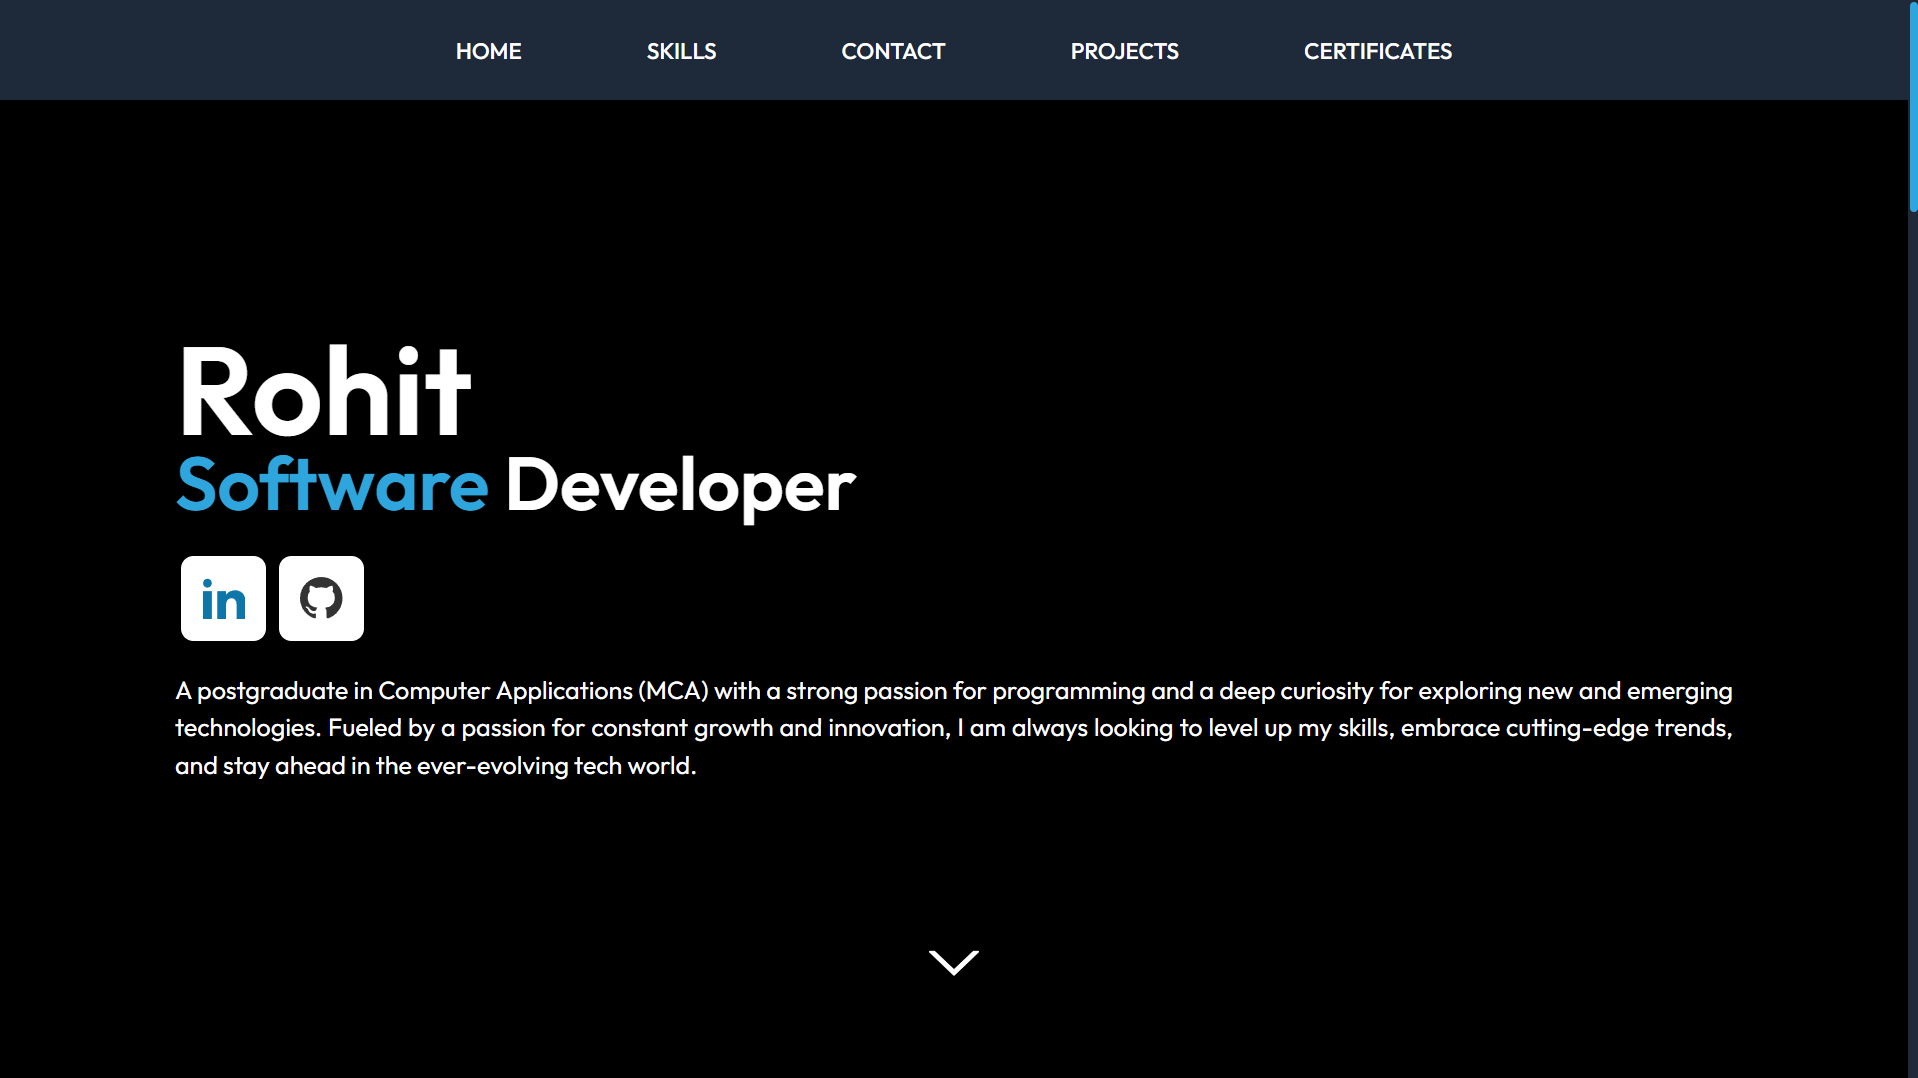 HOME SKILLS CONTACT PROJECTS CERTIFICATES
Rohit
Software Developer
in
A postgraduate in Computer Applications (MCA) with a strong passion for programming and a deep curiosity for exploring new and emerging
technologies. Fueled by a passion for constant growth and innovation, I am always looking to level up my skills, embrace cutting-edge trends,
and stay ahead in the ever-evolving tech world.